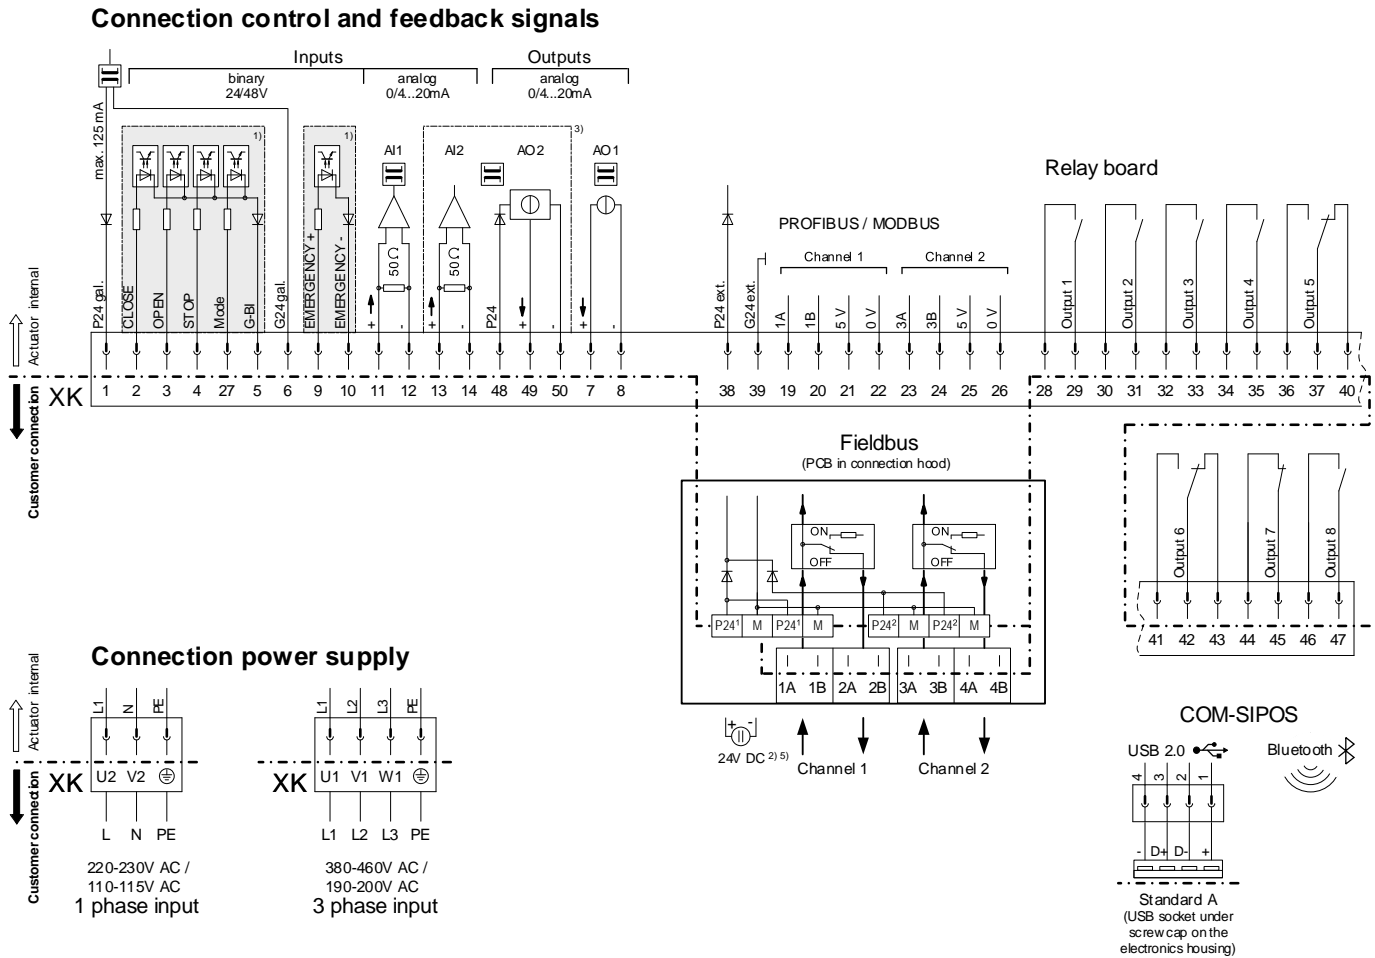 Connection control and feedback signals
Inputs
Outputs
binary
24/48V
analog
0/4...20mA
analog
0/4...20mA
max. 125 mA
1)
1)
3)
AI1
AI2
AO2
AO1
50 Ω
50 Ω
P24 gal.
CLOSE
OPEN
STOP
Mode
G-BI
G24 gal.
EMERGENCY +
EMERGENCY -
+
-
+
-
P24
+
-
+
-
Actuator internal
Customer connection
XK
1 2 3 4 27 5 6 9 10 11 12 13 14 48 49 50 7 8
PROFIBUS / MODBUS
Channel 1
Channel 2
P24 ext.
G24 ext.
1A
1B
5 V
0 V
3A
3B
5 V
0 V
38 39 19 20 21 22 23 24 25 26
Relay board
Output 1
Output 2
Output 3
Output 4
Output 5
28 29 30 31 32 33 34 35 36 37 40
Output 6
Output 7
Output 8
41 42 43 44 45 46 47
Fieldbus
(PCB in connection hood)
ON
OFF
ON
OFF
P24¹ M P24¹ M P24² M P24² M
1A 1B 2A 2B 3A 3B 4A 4B
+ -
24V DC ²⁾ ⁵⁾
Channel 1
Channel 2
Connection power supply
Actuator internal
Customer connection
L1
N
PE
XK
U2 V2
L N PE
220-230V AC /
110-115V AC
1 phase input
L1
L2
L3
PE
XK
U1 V1 W1
L1 L2 L3 PE
380-460V AC /
190-200V AC
3 phase input
COM-SIPOS
USB 2.0
Bluetooth
4
3
2
1
- D+ D- +
Standard A
(USB socket under
screw cap on the
electronics housing)